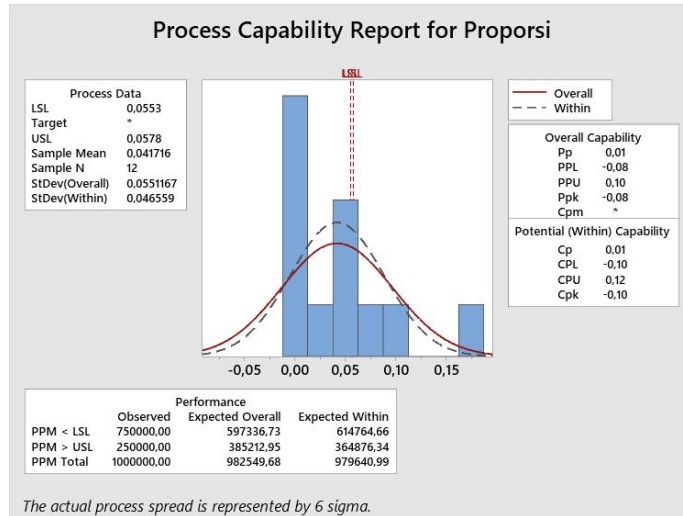 Process Capability Report for Proporsi
LSL USL
Process Data
LSL 0,0553
Target *
USL 0,0578
Sample Mean 0,041716
Sample N 12
StDev(Overall) 0,0551167
StDev(Within) 0,046559
Overall
Within
Overall Capability
Pp 0,01
PPL -0,08
PPU 0,10
Ppk -0,08
Cpm *
Potential (Within) Capability
Cp 0,01
CPL -0,10
CPU 0,12
Cpk -0,10
-0,05 0,00 0,05 0,10 0,15
Performance
Observed Expected Overall Expected Within
PPM < LSL 750000,00 597336,73 614764,66
PPM > USL 250000,00 385212,95 364876,34
PPM Total 1000000,00 982549,68 979640,99
The actual process spread is represented by 6 sigma.